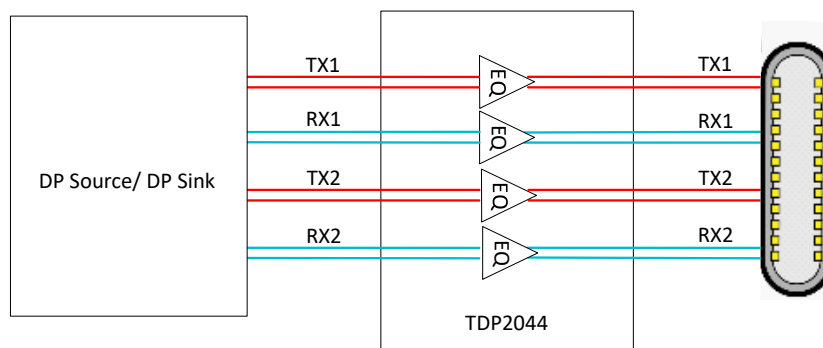 TX1
TX1
EQ
RX1
RX1
EQ
DP Source/ DP Sink
TX2
TX2
EQ
RX2
RX2
EQ
TDP2044